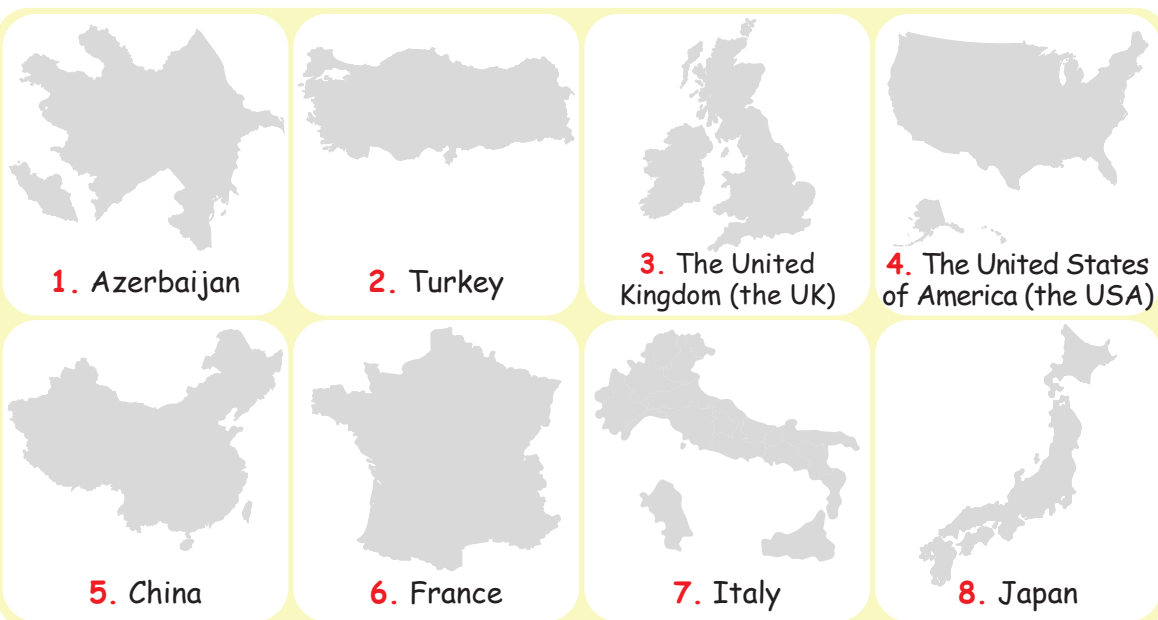 1. Azerbaijan
2. Turkey
3. The United
Kingdom (the UK)
4. The United States
of America (the USA)
5. China
6. France
7. Italy
8. Japan